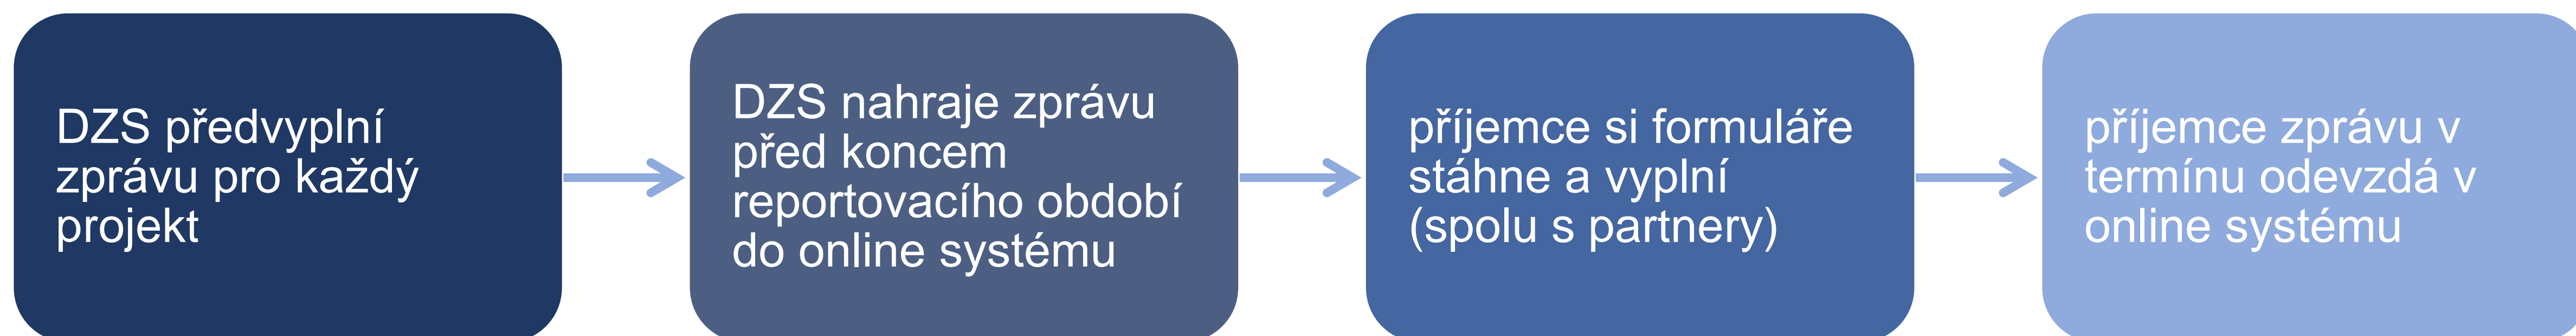 DZS předvyplní
zprávu pro každý
projekt
DZS nahraje zprávu
před koncem
reportovacího období
do online systému
příjemce si formuláře
stáhne a vyplní
(spolu s partnery)
příjemce zprávu v
termínu odevzdá v
online systému